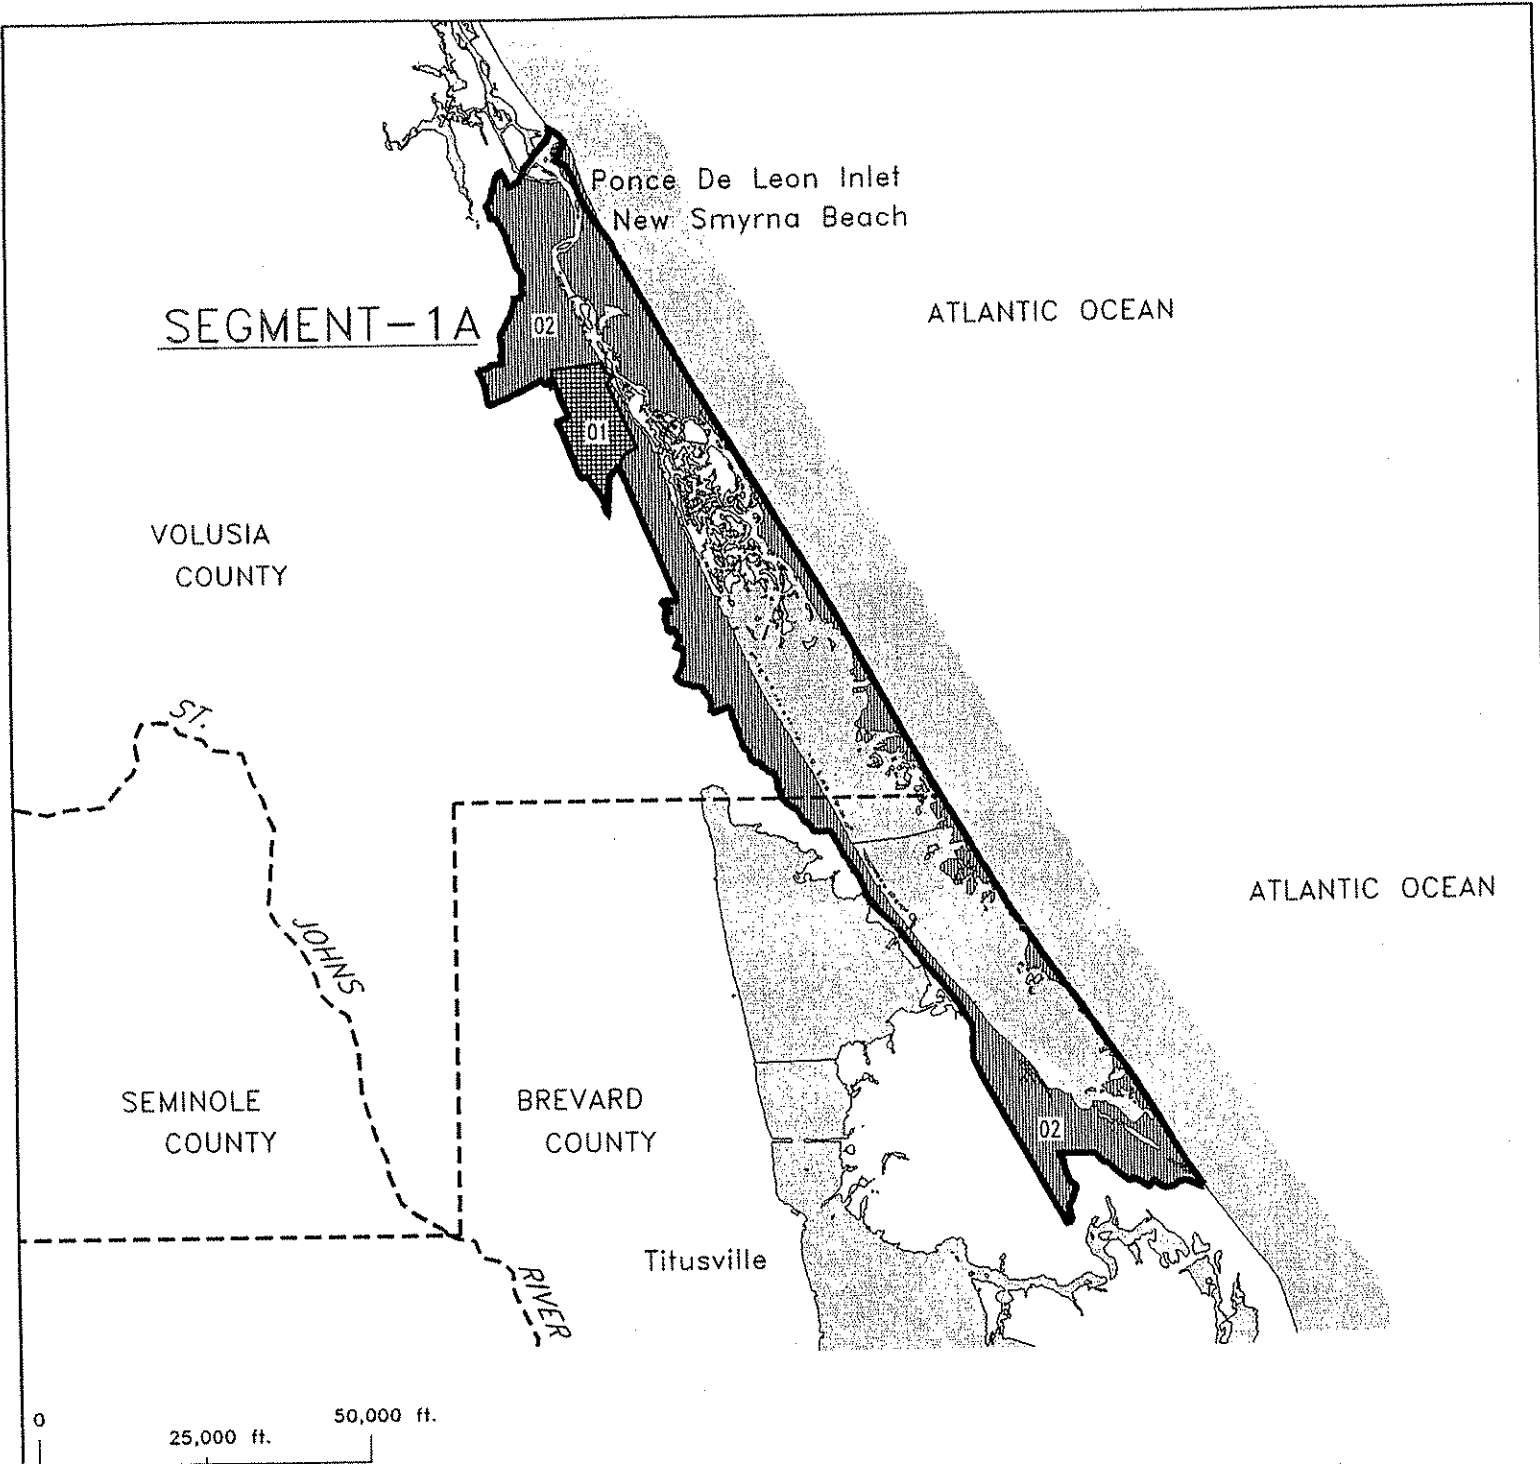 Ponce De Leon Inlet
New Smyrna Beach
ATLANTIC OCEAN
SEGMENT-1A
02
01
VOLUSIA
COUNTY
ST.
JOHNS
ATLANTIC OCEAN
SEMINOLE
COUNTY
BREVARD
COUNTY
02
Titusville
RIVER
0
25,000 ft.
50,000 ft.